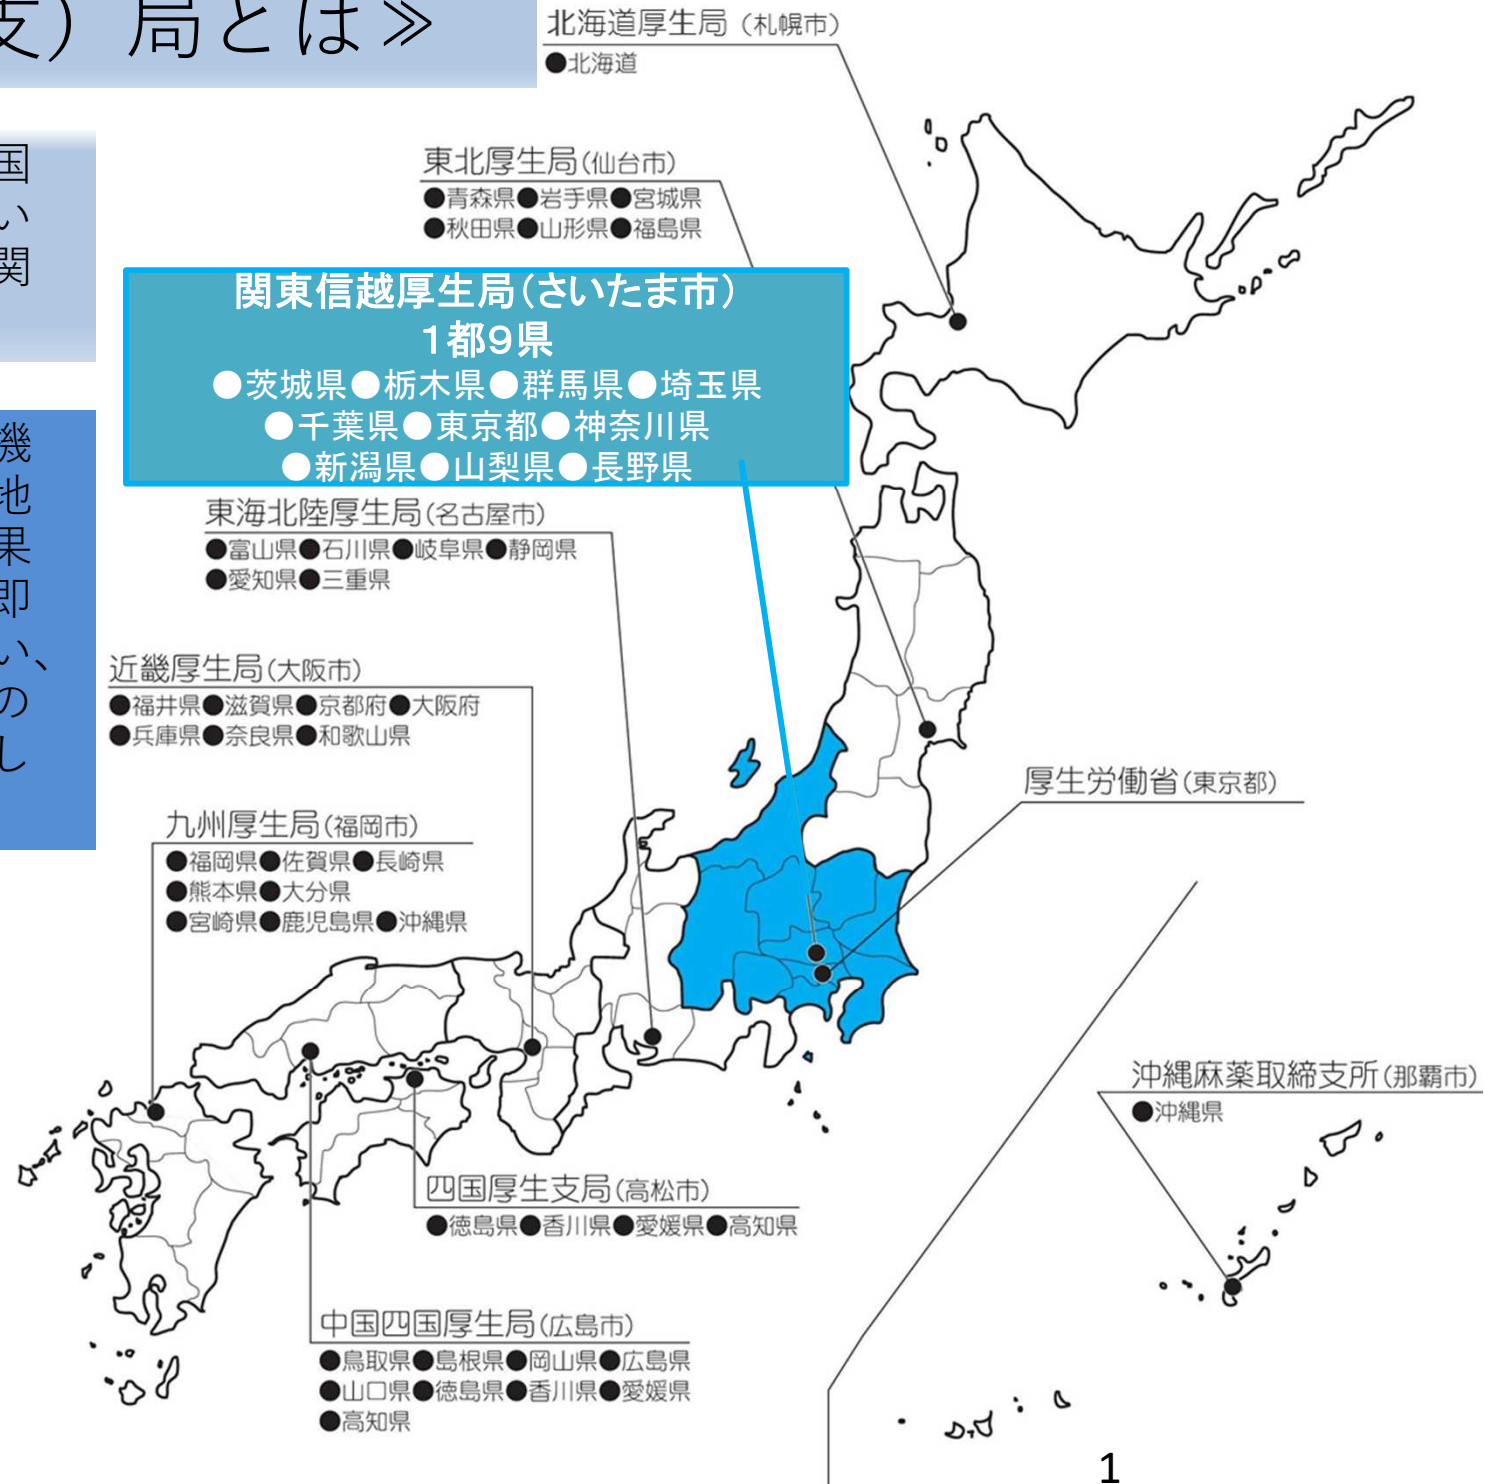 支）局とは≫
国
い
関
機
地
果
即
い、
の
し
北海道厚生局（札幌市）
●北海道
東北厚生局(仙台市)
●青森県●岩手県●宮城県
●秋田県●山形県●福島県
関東信越厚生局（さいたま市）
１都９県
●茨城県●栃木県●群馬県●埼玉県
●千葉県●東京都●神奈川県
●新潟県●山梨県●長野県
東海北陸厚生局(名古屋市)
●富山県●石川県●岐阜県●静岡県
●愛知県●三重県
近畿厚生局(大阪市)
●福井県●滋賀県●京都府●大阪府
●兵庫県●奈良県●和歌山県
厚生労働省(東京都)
九州厚生局(福岡市)
●福岡県●佐賀県●長崎県
●熊本県●大分県
●宮崎県●鹿児島県●沖縄県
沖縄麻薬取締支所(那覇市)
●沖縄県
四国厚生支局(高松市)
●徳島県●香川県●愛媛県●高知県
中国四国厚生局(広島市)
●鳥取県●島根県●岡山県●広島県
●山口県●徳島県●香川県●愛媛県
●高知県
1